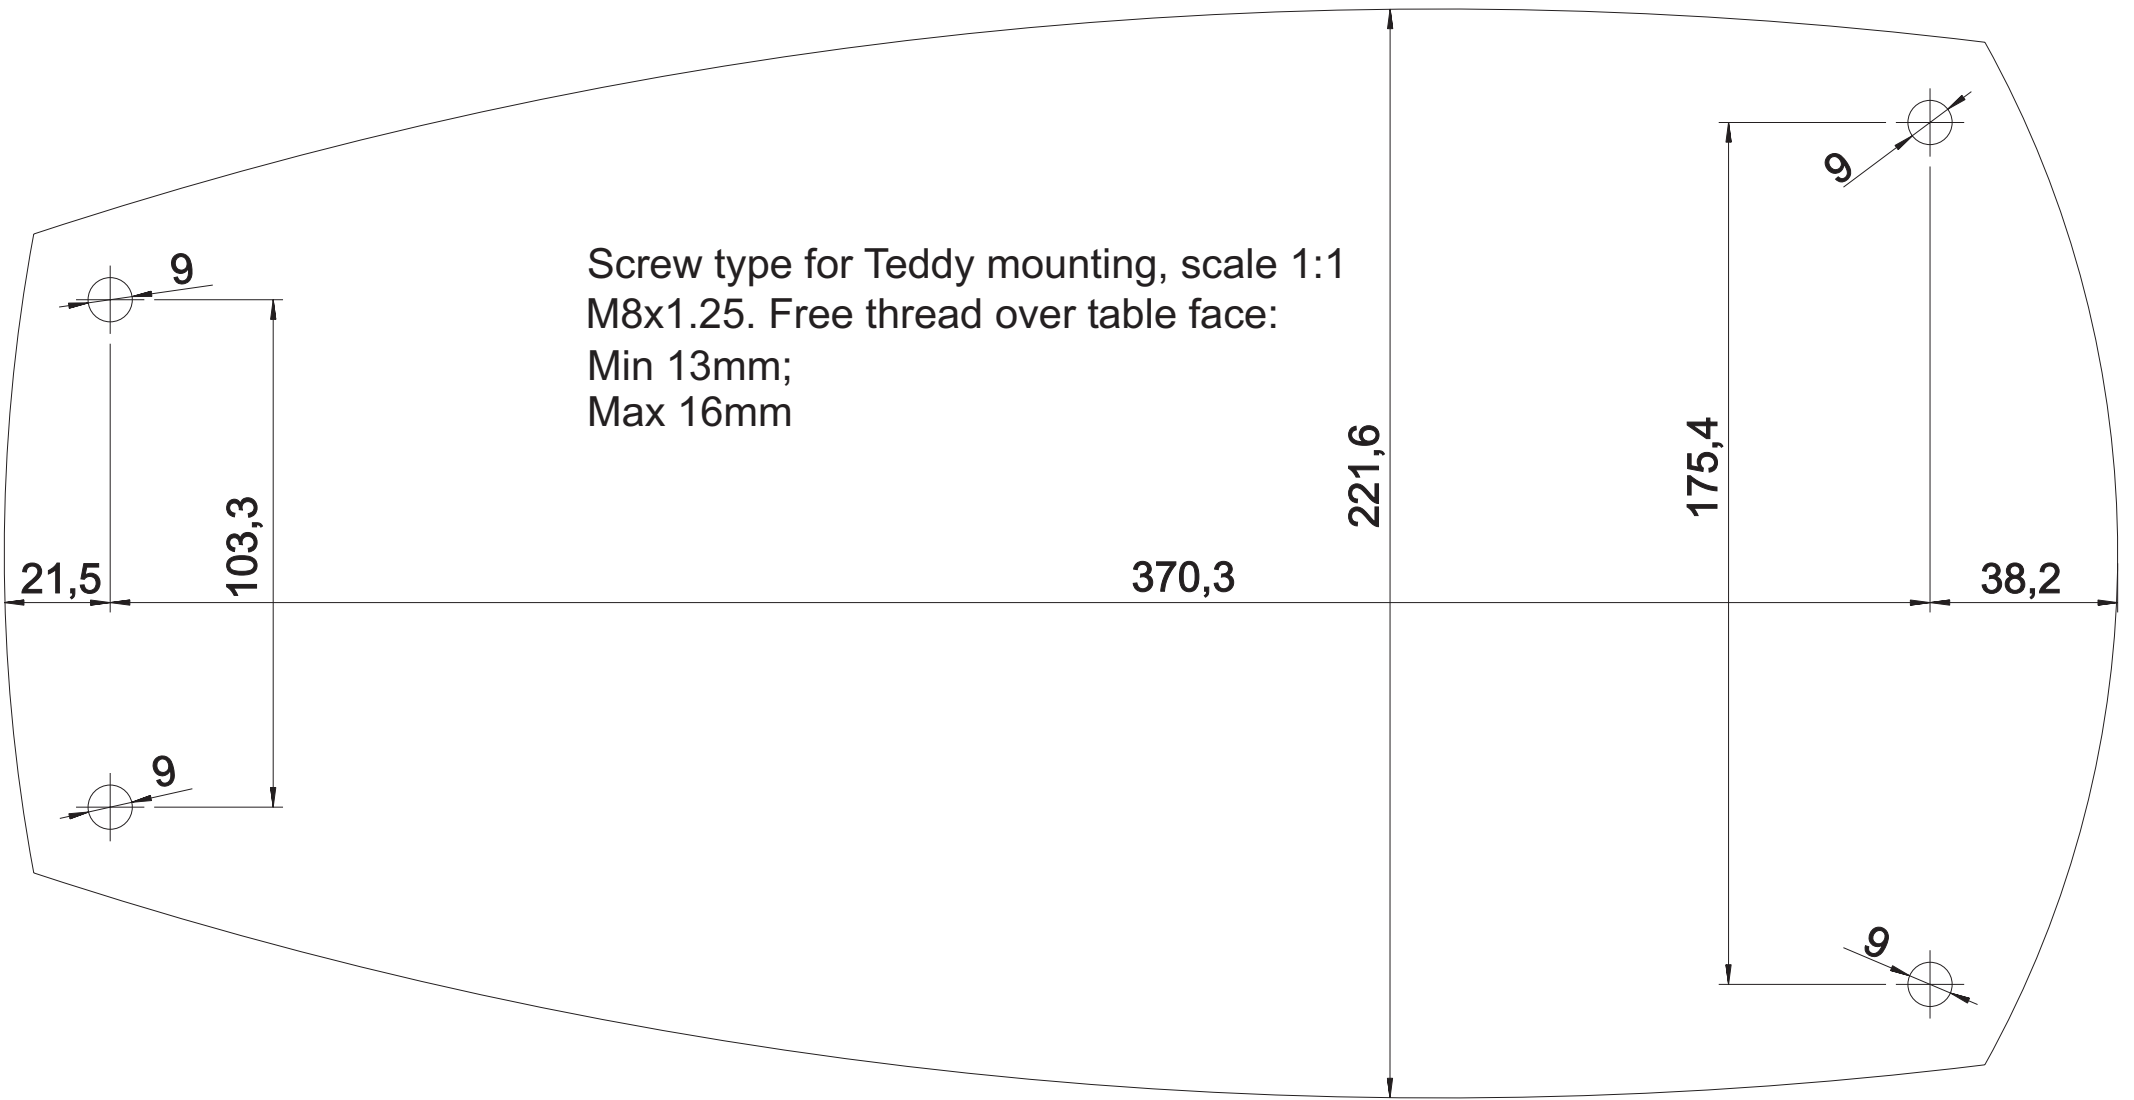 9
9
Screw type for Teddy mounting, scale 1:1
M8x1.25. Free thread over table face:
Min 13mm;
Max 16mm
221,6
175,4
103,3
21,5
370,3
38,2
9
9